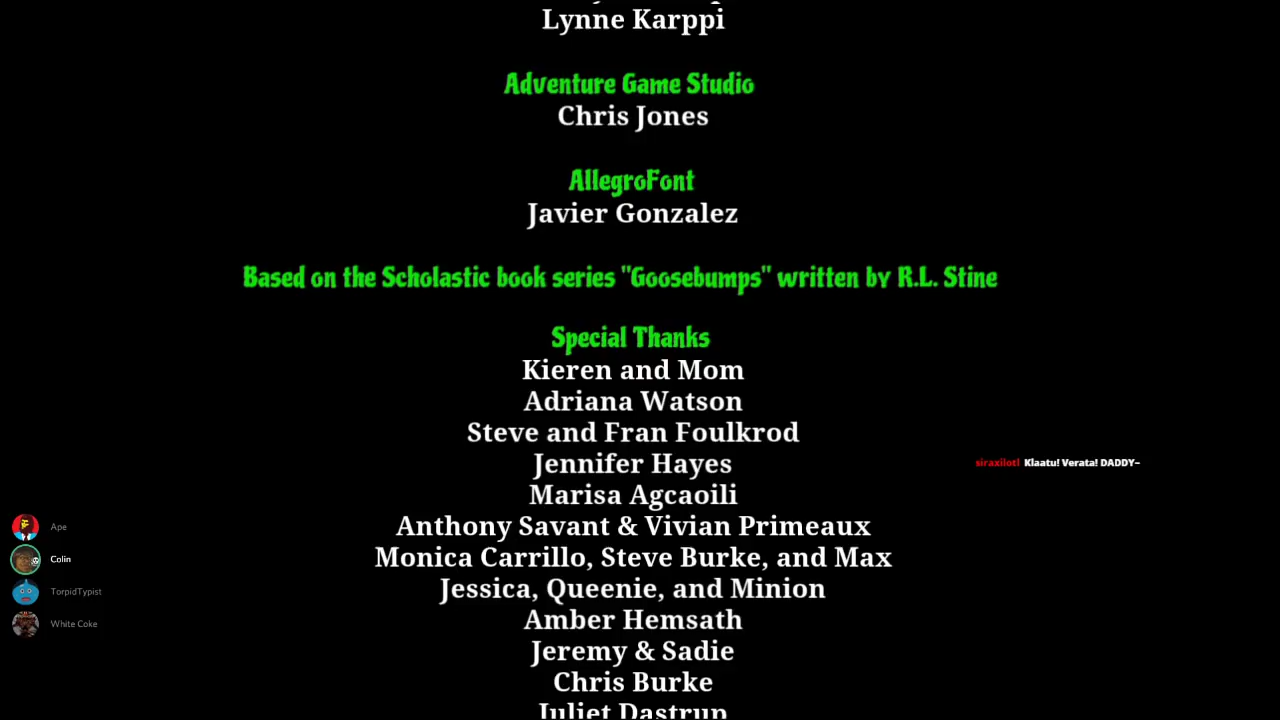 Lynne Karppi
Adventure Game Studio
Chris Jones
AllegroFont
Javier Gonzalez
Based on the Scholastic book series "Goosebumps" written by R.L. Stine
Special Thanks
Kieren and Mom
Adriana Watson
Steve and Fran Foulkrod
Jennifer Hayes
siraxilotl Klaatu! Verata! DADDY~
Marisa Agcaoili
Anthony Savant & Vivian Primeaux
Ape
Monica Carrillo, Steve Burke, and Max
Colin
Jessica, Queenie, and Minion
TorpidTypist
Amber Hemsath
White Coke
Jeremy & Sadie
Chris Burke
Juliet Dastrup